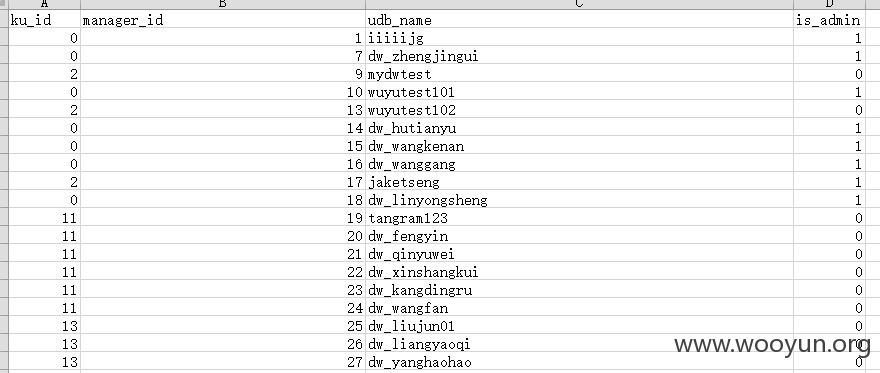 A B C D
ku_id manager_id udb_name is_admin
0 1 iiiiijg 1
0 7 dw_zhengjingui 1
2 9 mydwtest 0
0 10 wuyutest101 1
2 13 wuyutest102 0
0 14 dw_hutianyu 1
0 15 dw_wangkenan 1
0 16 dw_wanggang 1
2 17 jaketseng 1
0 18 dw_linyongsheng 1
11 19 tangram123 0
11 20 dw_fengyin 0
11 21 dw_qinyuwei 0
11 22 dw_xinshangkui 0
11 23 dw_kangdingru 0
11 24 dw_wangfan 0
13 25 dw_liujun01 0
13 26 dw_liangyaoqi 0
13 27 dw_yanghaohao 0
www.wooyun.org